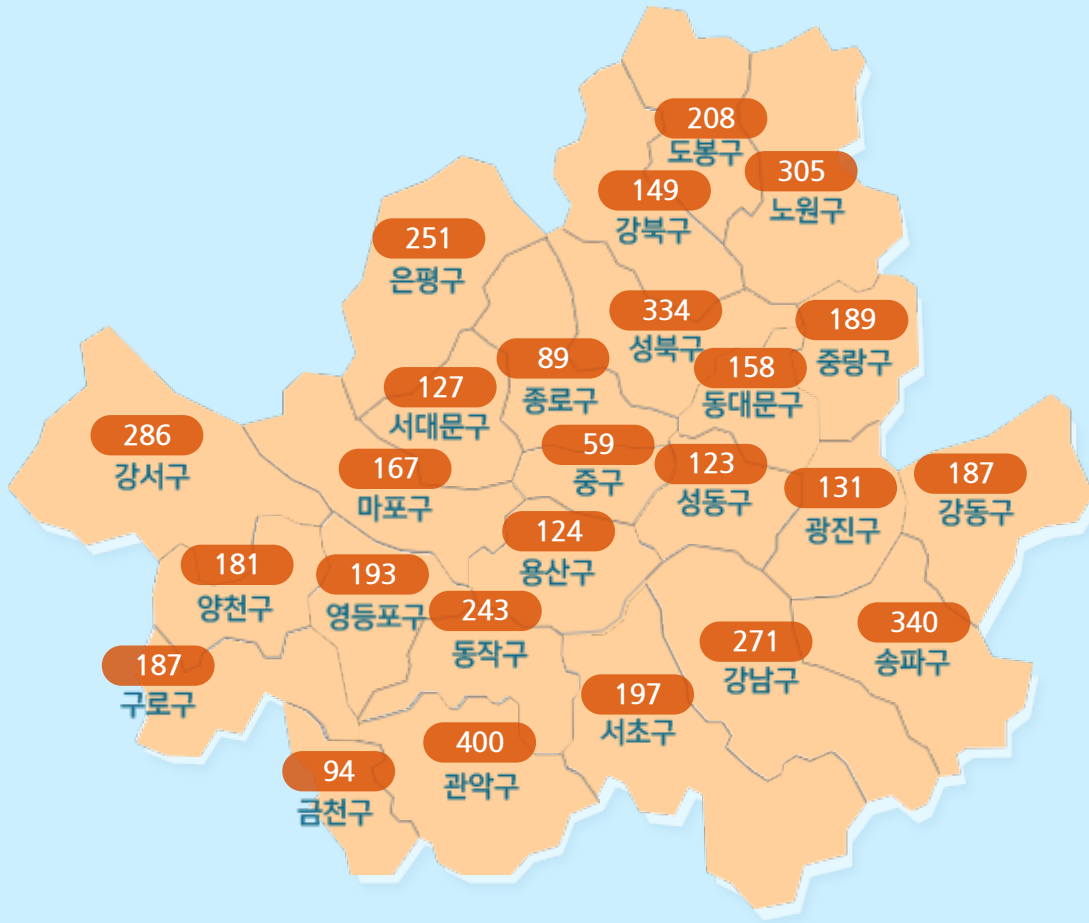 208
도봉구
305
노원구
149
강북구
251
은평구
334
성북구
189
중랑구
89
종로구
158
동대문구
127
서대문구
286
강서구
59
중구
123
성동구
167
마포구
187
강동구
131
광진구
124
용산구
181
양천구
193
영등포구
243
동작구
340
송파구
271
강남구
187
구로구
197
서초구
400
관악구
94
금천구